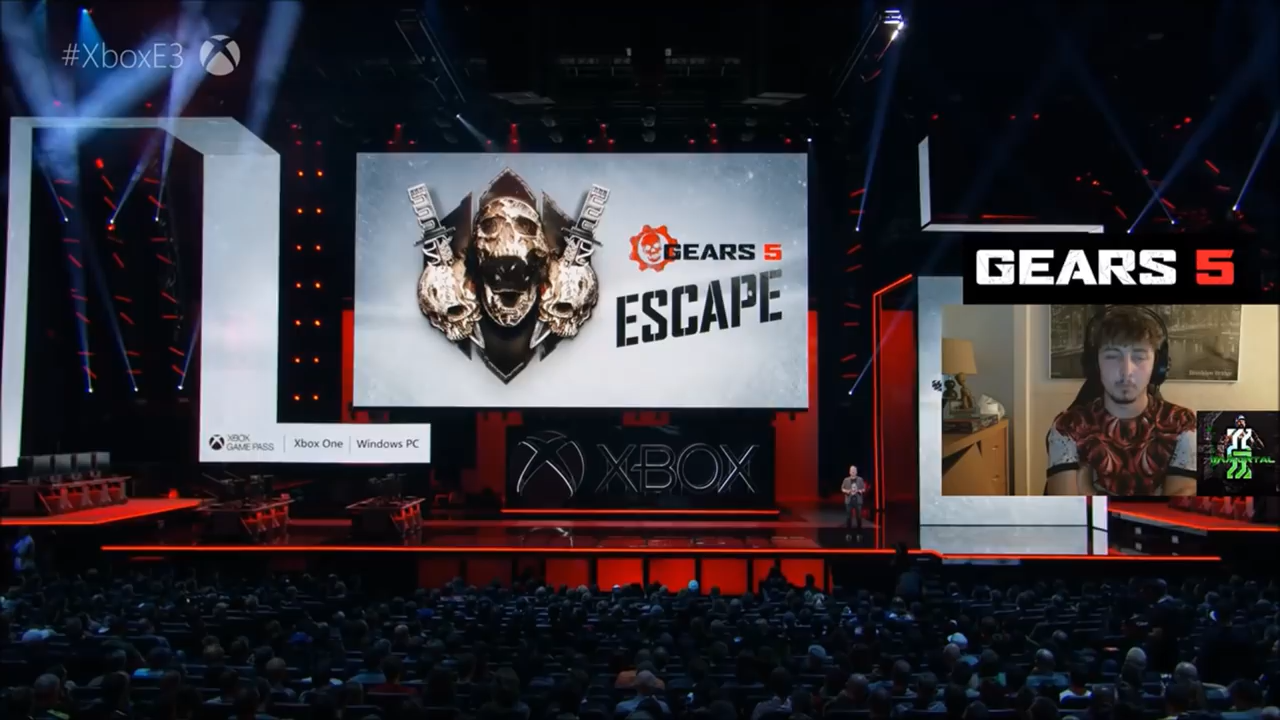 #XboxE3
GEARS 5
ESCAPE
GEARS 5
XBOX
GAME PASS
Xbox One
Windows PC
XBOX